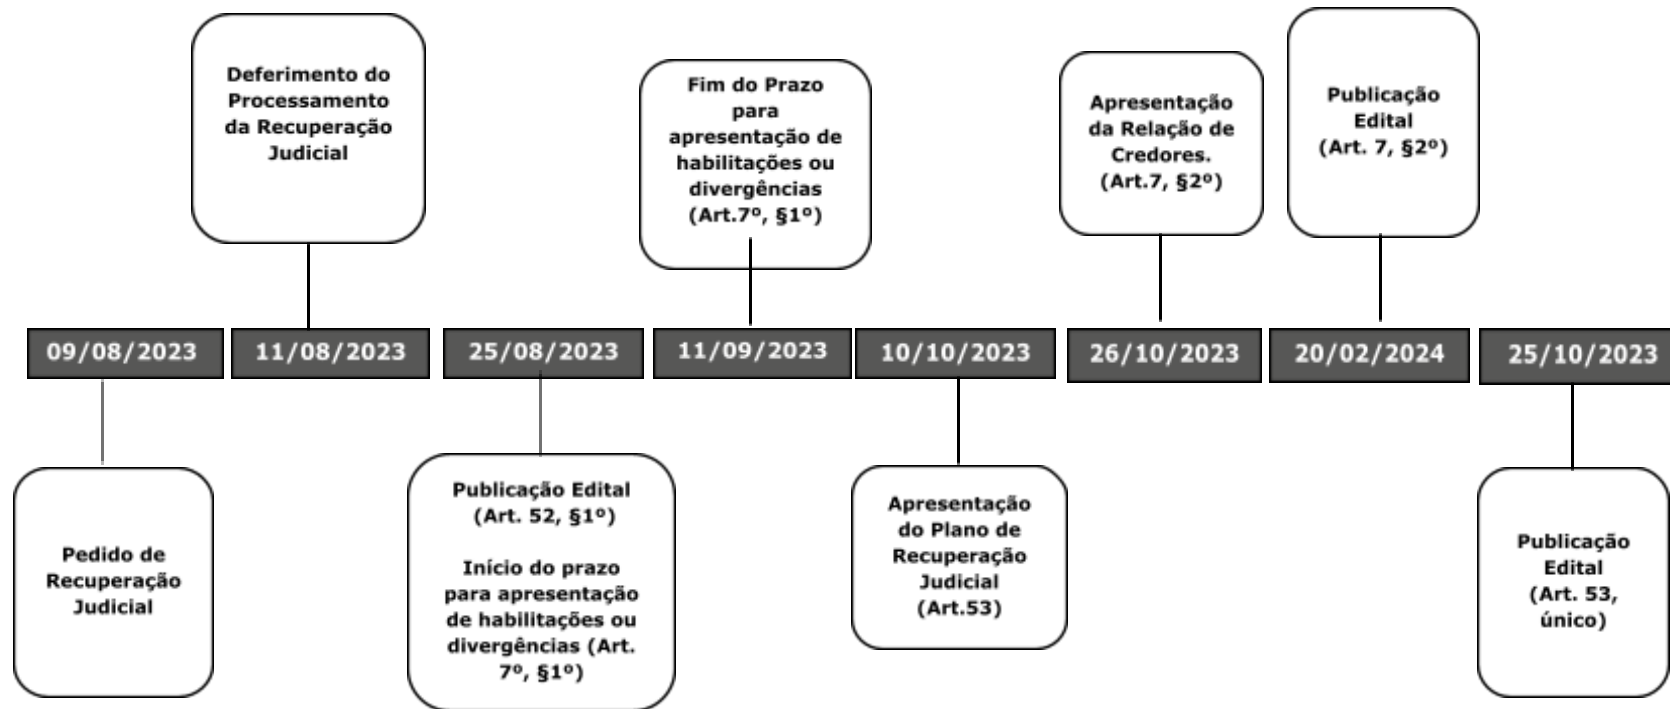 Deferimento do
Processamento
da Recuperação
Judicial
Fim do Prazo
para
apresentação de
habilitações ou
divergências
(Art.7º, §1º)
Apresentação
da Relação de
Credores.
(Art.7, §2º)
Publicação
Edital
(Art. 7, §2º)
09/08/2023
11/08/2023
25/08/2023
11/09/2023
10/10/2023
26/10/2023
20/02/2024
25/10/2023
Pedido de
Recuperação
Judicial
Publicação Edital
(Art. 52, §1º)
Início do prazo
para apresentação
de habilitações ou
divergências (Art.
7º, §1º)
Apresentação
do Plano de
Recuperação
Judicial
(Art.53)
Publicação
Edital
(Art. 53,
único)